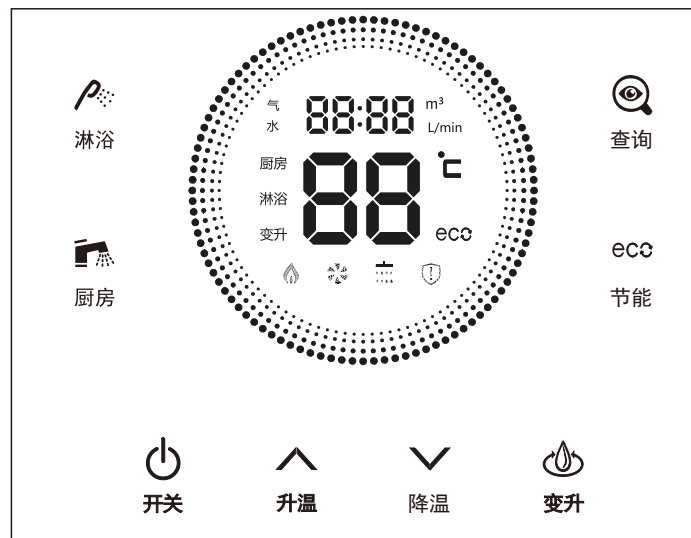 气 88:88 m³
水 L/min
淋浴
查询
厨房
88 ℃
淋浴
变升 eco
eco
厨房
节能
开关
升温
降温
变升